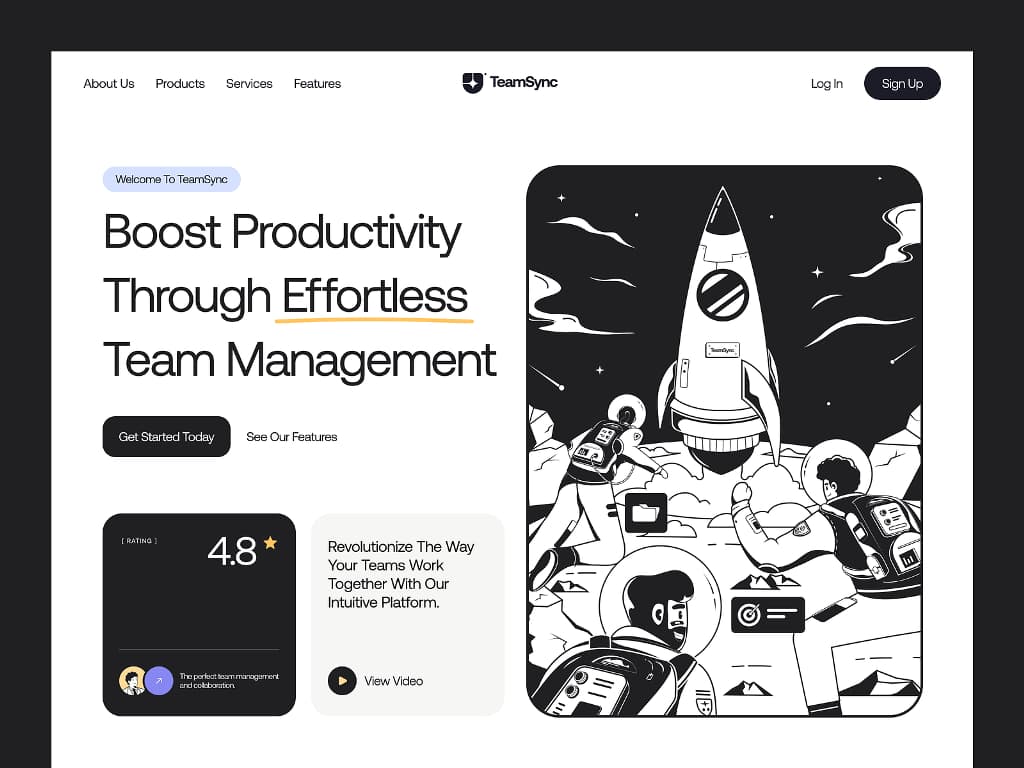 About Us Products Services Features TeamSync Log In Sign Up
Welcome To TeamSync
Boost Productivity
Through Effortless
Team Management
Get Started Today See Our Features
[ RATING ] 4.8
The perfect team management
and collaboration.
Revolutionize The Way
Your Teams Work
Together With Our
Intuitive Platform.
View Video
TeamSync